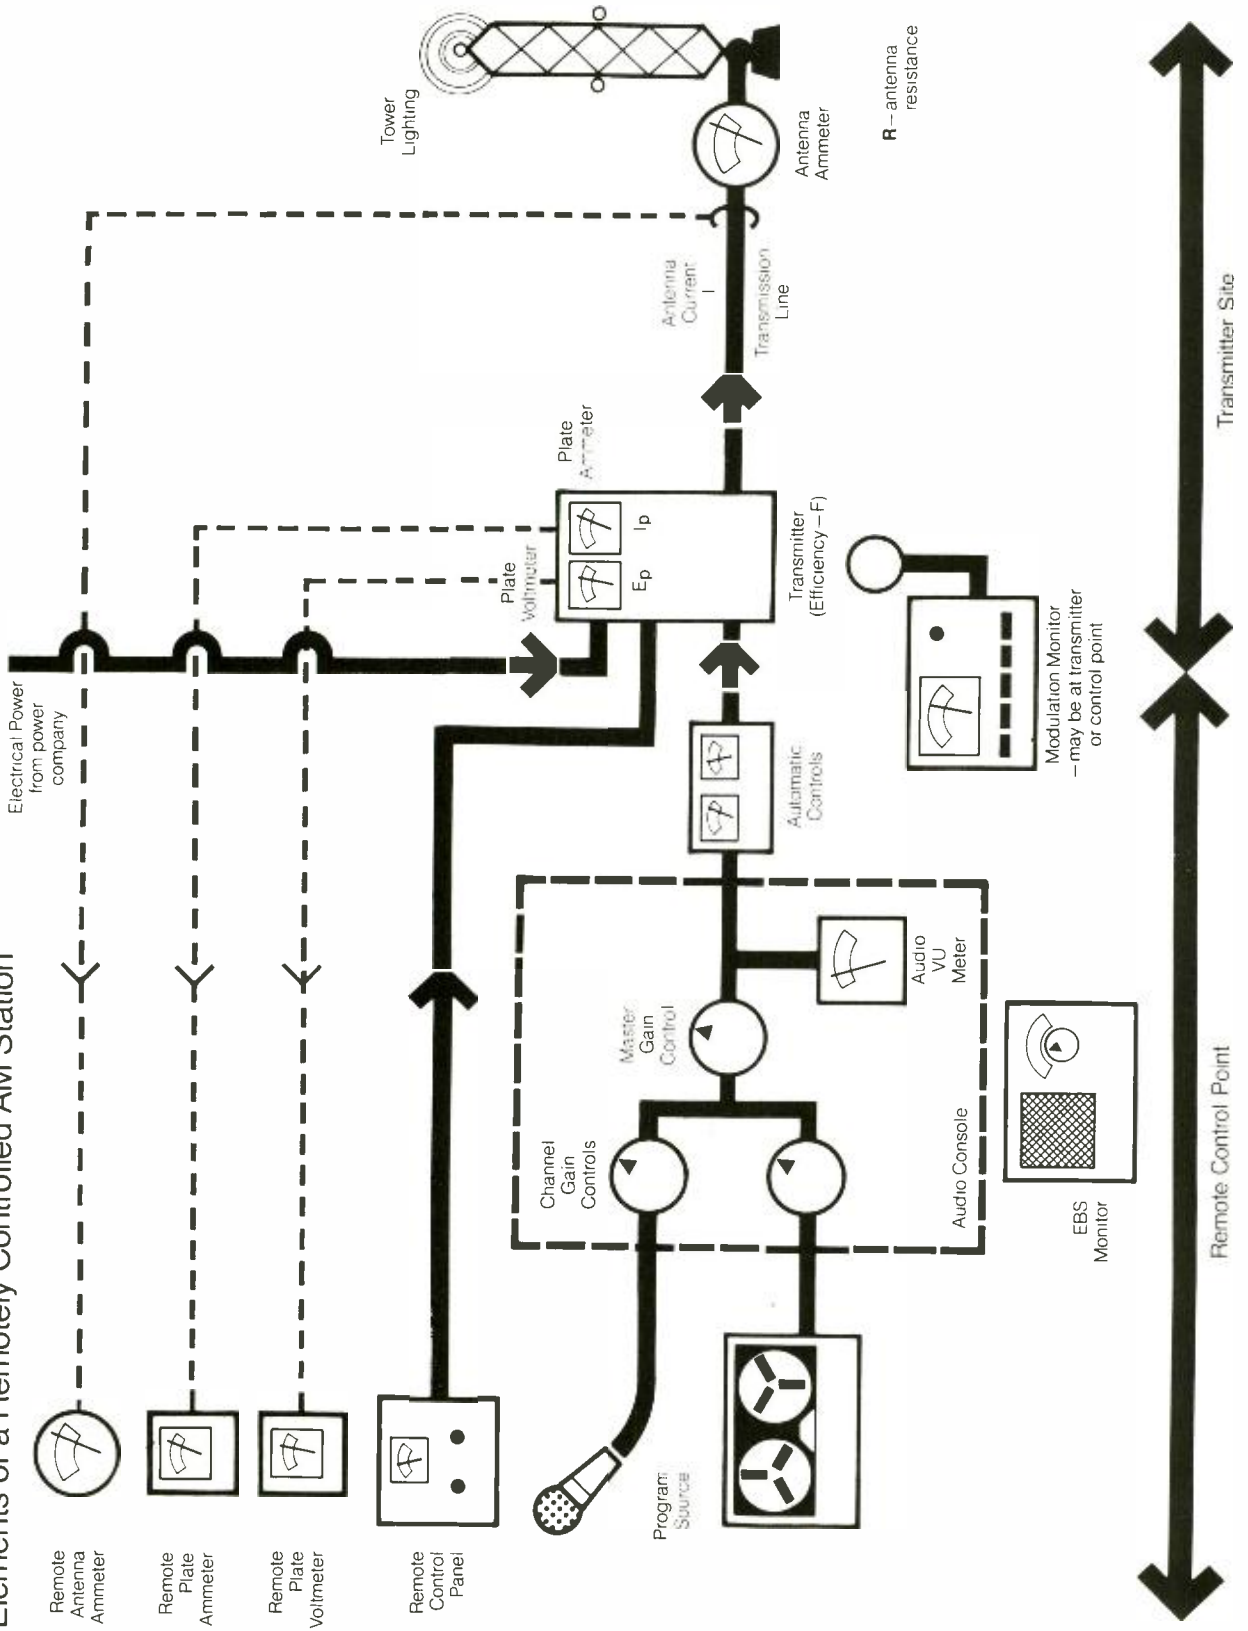 Elements of a Remotely Controlled AM Station
Remote
Antenna
Ammeter
Remote
Plate
Ammeter
Remote
Plate
Voltmeter
Remote
Control
Panel
Electrical Power
from power
company
Tower
Lighting
Plate
Voltmeter
Plate
Ammeter
Ep
Ip
Transmitter
(Efficiency – F)
Antenna
Current
I
Transmission
Line
Antenna
Ammeter
R – antenna
resistance
Program
Source
Channel
Gain
Controls
Master
Gain
Control
Audio
VU
Meter
Audio Console
Automatic
Controls
Modulation Monitor
– may be at transmitter
or control point
EBS
Monitor
Remote Control Point
Transmitter Site